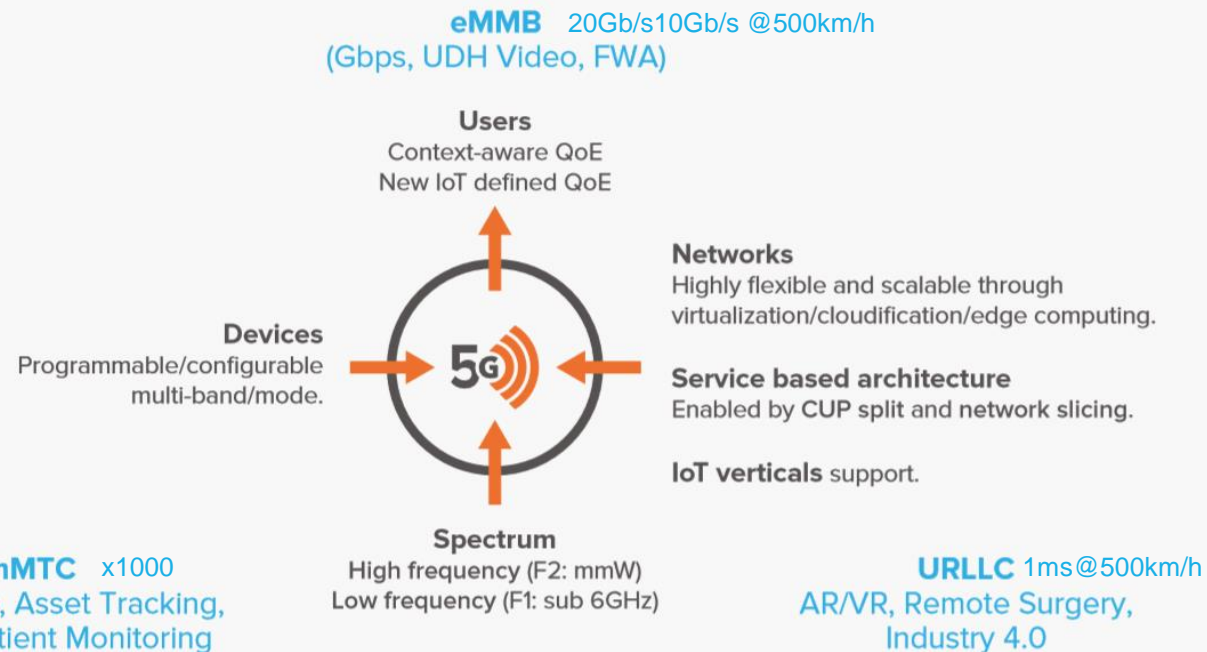 eMMB 20Gb/s10Gb/s @500km/h
(Gbps, UDH Video, FWA)
Users
Context-aware QoE
New IoT defined QoE
Devices
Programmable/configurable
multi-band/mode.
5G
Networks
Highly flexible and scalable through
virtualization/cloudification/edge computing.
Service based architecture
Enabled by CUP split and network slicing.
IoT verticals support.
Spectrum
High frequency (F2: mmW)
Low frequency (F1: sub 6GHz)
mMTC x1000
, Asset Tracking,
tient Monitoring
URLLC 1ms@500km/h
AR/VR, Remote Surgery,
Industry 4.0